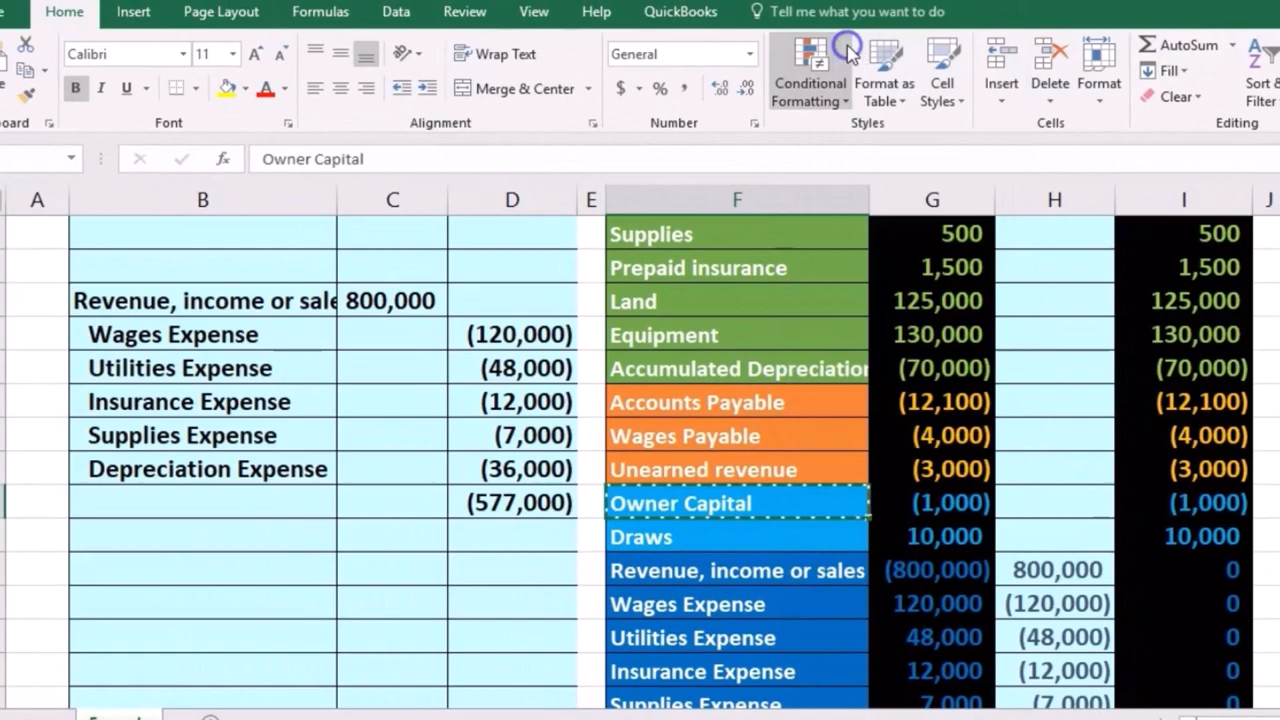 Home Insert Page Layout Formulas Data Review View Help QuickBooks Tell me what you want to do
Calibri 11 A A Wrap Text General Conditional Formatting Format as Table Cell Styles Insert Delete Format AutoSum Fill Clear Sort & Filter
B I U A Merge & Center $ % ,
oard Font Alignment Number Styles Cells Editing
fx Owner Capital
A B C D E F G H I J
Supplies 500 500
Prepaid insurance 1,500 1,500
Revenue, income or sale 800,000 Land 125,000 125,000
Wages Expense (120,000) Equipment 130,000 130,000
Utilities Expense (48,000) Accumulated Depreciation (70,000) (70,000)
Insurance Expense (12,000) Accounts Payable (12,100) (12,100)
Supplies Expense (7,000) Wages Payable (4,000) (4,000)
Depreciation Expense (36,000) Unearned revenue (3,000) (3,000)
(577,000) Owner Capital (1,000) (1,000)
Draws 10,000 10,000
Revenue, income or sales (800,000) 800,000 0
Wages Expense 120,000 (120,000) 0
Utilities Expense 48,000 (48,000) 0
Insurance Expense 12,000 (12,000) 0
Supplies Expense 7,000 (7,000) 0